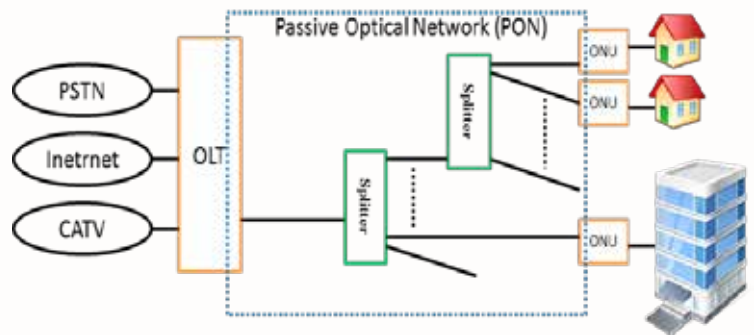 Passive Optical Network (PON)
PSTN
Inetrnet
CATV
OLT
Splitter
Splitter
ONU
ONU
ONU